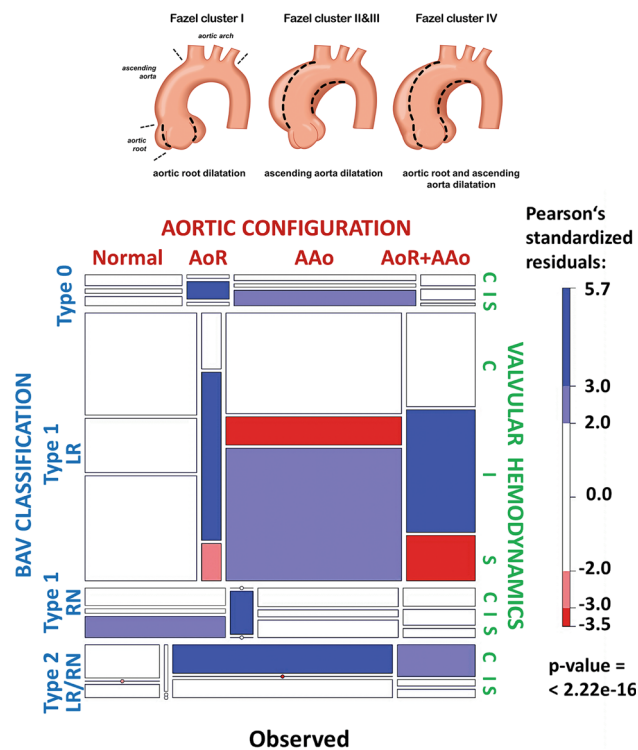 Fazel cluster I
Fazel cluster II&III
Fazel cluster IV
aortic arch
ascending
aorta
aortic
root
aortic root dilatation
ascending aorta dilatation
aortic root and ascending
aorta dilatation
AORTIC CONFIGURATION
Normal AoR AAo AoR+AAo
BAV CLASSIFICATION
Type 0
Type 1
LR
Type 1
RN
Type 2
LR/RN
C I S
C I S
C I S
C I S
VALVULAR HEMODYNAMICS
Observed
Pearson's
standardized
residuals:
5.7
3.0
2.0
0.0
-2.0
-3.0
-3.5
p-value =
< 2.22e-16